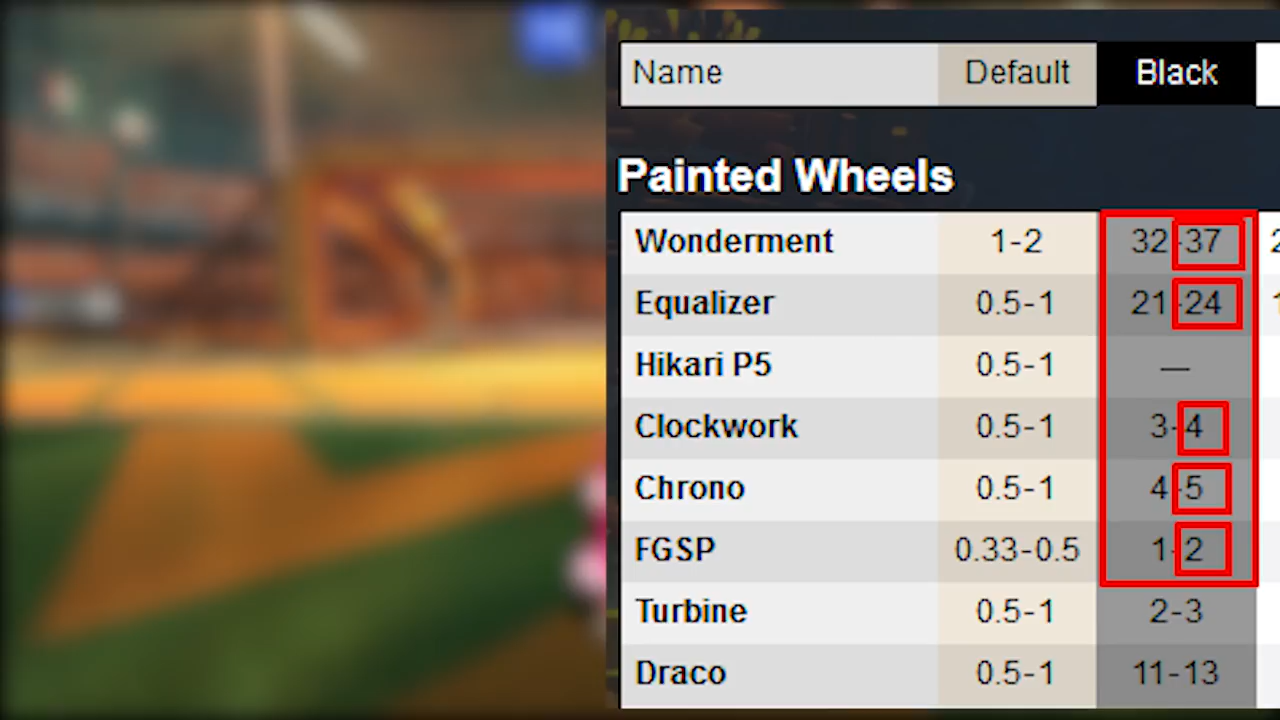 Name Default Black
Painted Wheels
Wonderment 1-2 32-37 2
Equalizer 0.5-1 21-24 1
Hikari P5 0.5-1 —
Clockwork 0.5-1 3-4
Chrono 0.5-1 4-5
FGSP 0.33-0.5 1-2
Turbine 0.5-1 2-3
Draco 0.5-1 11-13